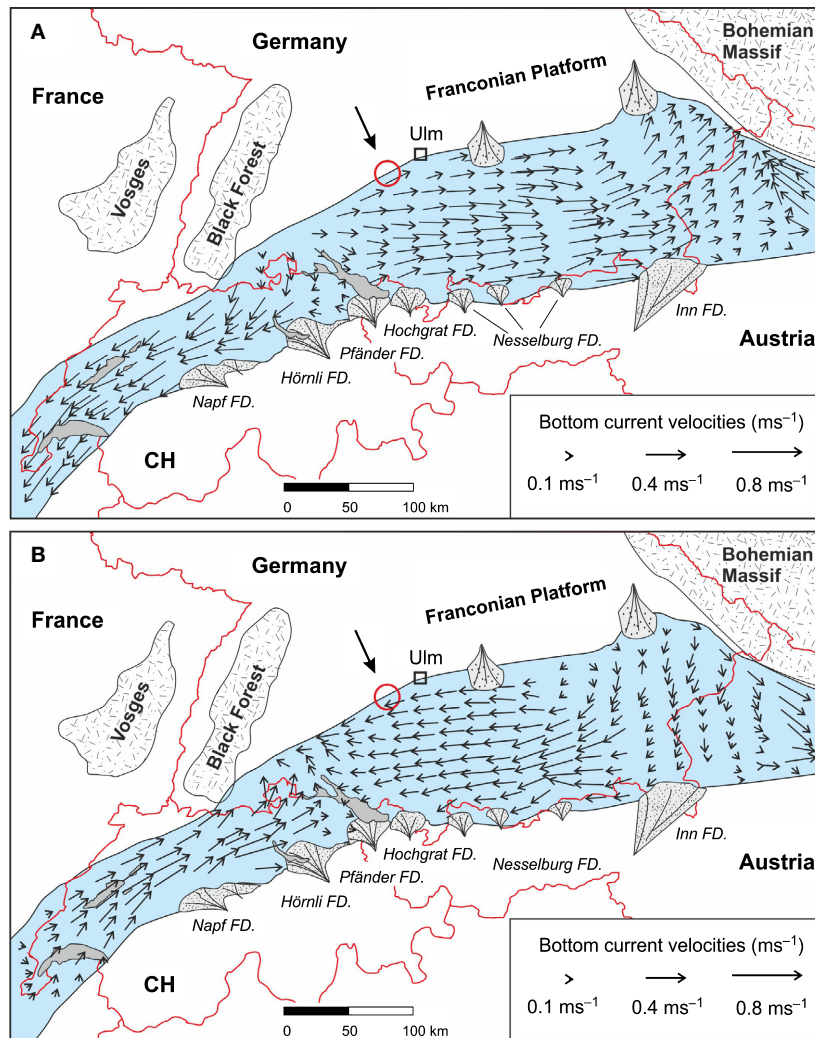 A
Germany
Bohemian
Massif
France
Franconian Platform
Ulm
Vosges
Black Forest
Inn FD.
Nesselburg FD.
Hochgrat FD.
Pfänder FD.
Austria
Hörnli FD.
Napf FD.
CH
Bottom current velocities (ms⁻¹)
0.1 ms⁻¹ 0.4 ms⁻¹ 0.8 ms⁻¹
0 50 100 km
B
Germany
Bohemian
Massif
France
Franconian Platform
Ulm
Vosges
Black Forest
Inn FD.
Hochgrat FD.
Nesselburg FD.
Pfänder FD.
Austria
Hörnli FD.
Napf FD.
CH
Bottom current velocities (ms⁻¹)
0.1 ms⁻¹ 0.4 ms⁻¹ 0.8 ms⁻¹
0 50 100 km